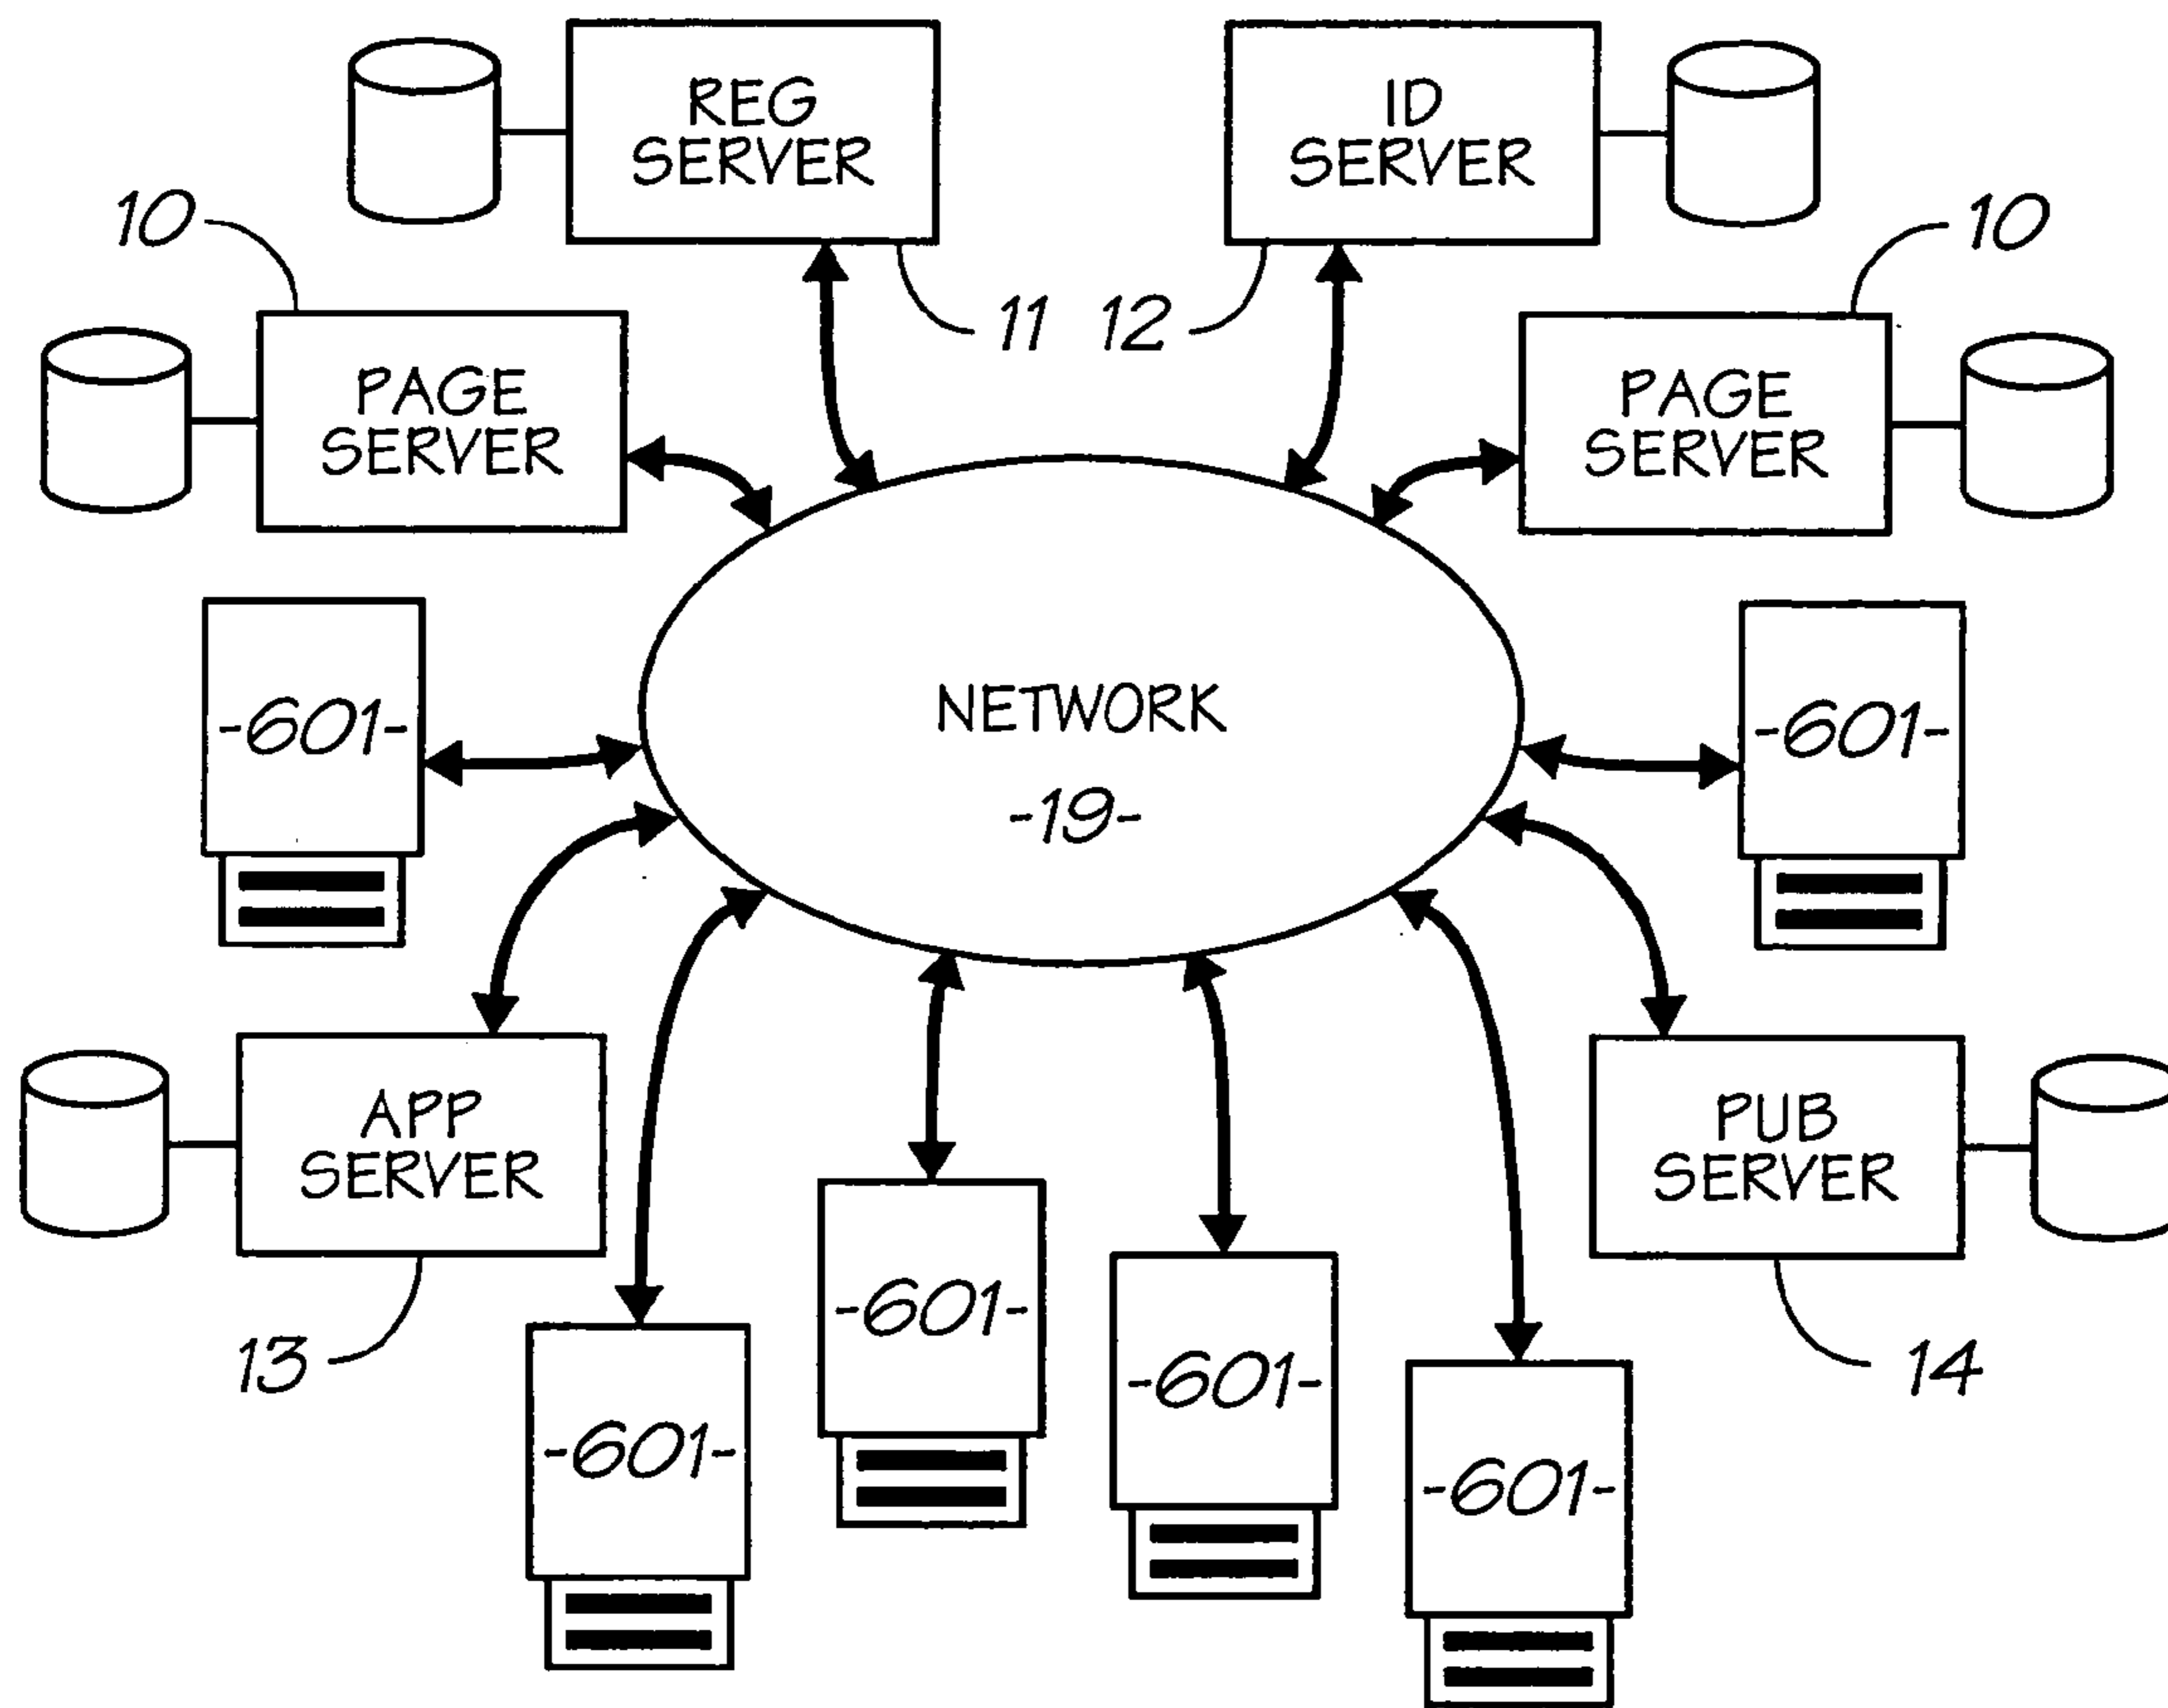 REG
SERVER
ID
SERVER
10
10
11
12
PAGE
SERVER
PAGE
SERVER
-601-
NETWORK
-19-
-601-
APP
SERVER
PUB
SERVER
13
-601-
-601-
-601-
-601-
14